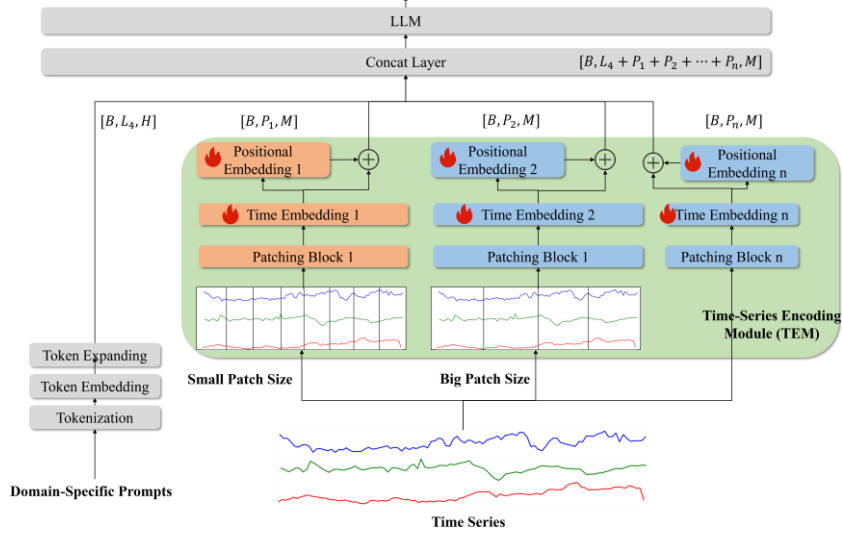 LLM
Concat Layer
[B, L₄ + P₁ + P₂ + ⋯ + Pₙ, M]
[B, L₄, H]
[B, P₁, M]
[B, P₂, M]
[B, Pₙ, M]
Positional
Embedding 1
Positional
Embedding 2
Positional
Embedding n
Time Embedding 1
Time Embedding 2
Time Embedding n
Patching Block 1
Patching Block 1
Patching Block n
Time-Series Encoding
Module (TEM)
Token Expanding
Token Embedding
Tokenization
Small Patch Size
Big Patch Size
Domain-Specific Prompts
Time Series